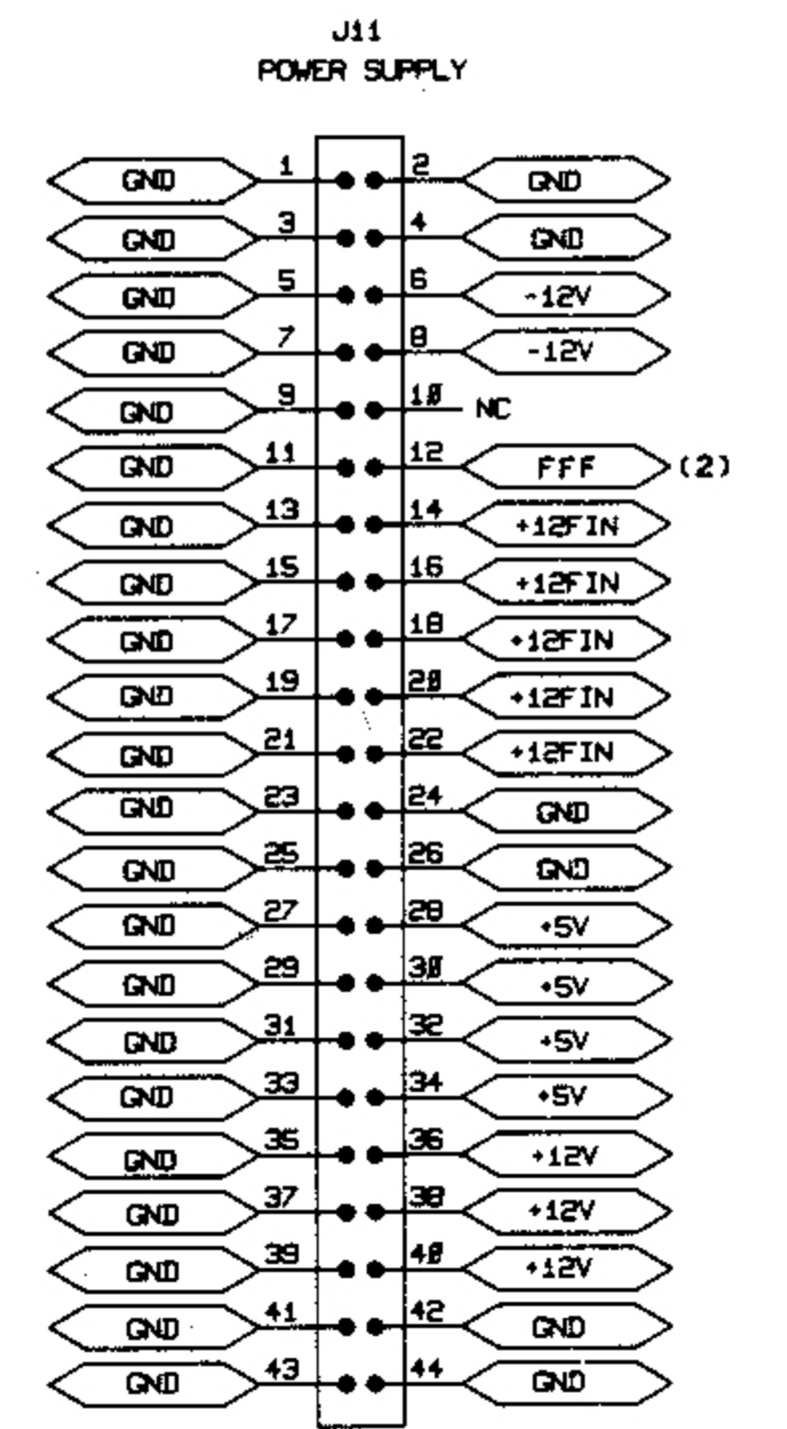 J11
POWER SUPPLY
GND 1 2 GND
GND 3 4 GND
GND 5 6 -12V
GND 7 8 -12V
GND 9 10 NC
GND 11 12 FFF (2)
GND 13 14 +12FIN
GND 15 16 +12FIN
GND 17 18 +12FIN
GND 19 20 +12FIN
GND 21 22 +12FIN
GND 23 24 GND
GND 25 26 GND
GND 27 28 +5V
GND 29 30 +5V
GND 31 32 +5V
GND 33 34 +5V
GND 35 36 +12V
GND 37 38 +12V
GND 39 40 +12V
GND 41 42 GND
GND 43 44 GND